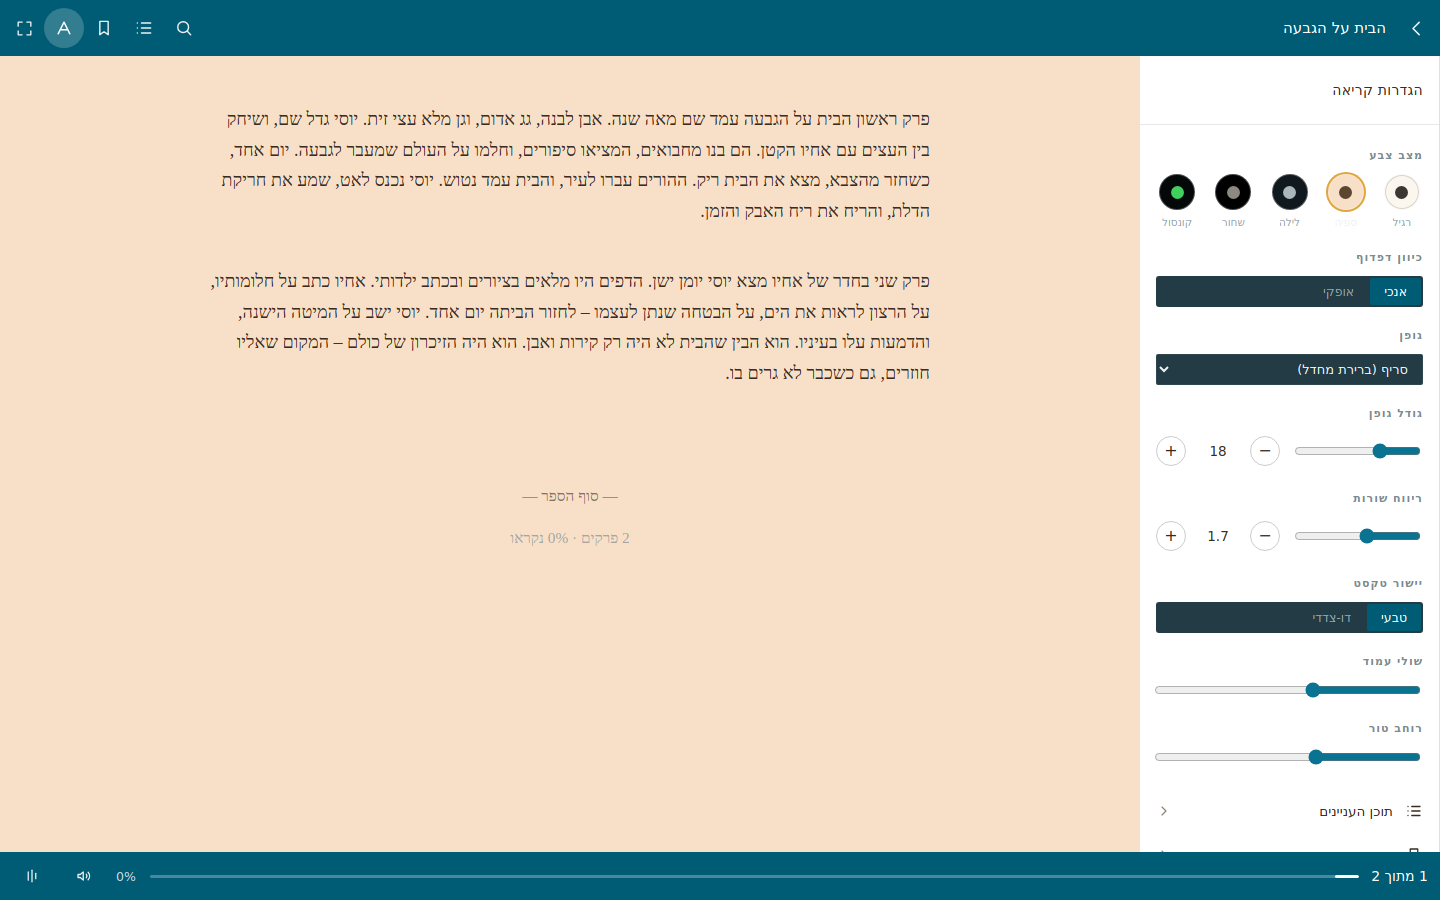 הבית על הגבעה
הגדרות קריאה
מצב צבע
רגיל
ספיה
לילה
שחור
קונסול
כיוון דפדוף
אנכי
אופקי
גופן
סריף (ברירת מחדל)
גודל גופן
− 18 +
ריווח שורות
− 1.7 +
יישור טקסט
טבעי
דו-צדדי
שולי עמוד
רוחב טור
תוכן העניינים
פרק ראשון הבית על הגבעה עמד שם מאה שנה. אבן לבנה, גג אדום, וגן מלא עצי זית. יוסי גדל שם, ושיחק
בין העצים עם אחיו הקטן. הם בנו מחבואים, המציאו סיפורים, וחלמו על העולם שמעבר לגבעה. יום אחד,
כשחזר מהצבא, מצא את הבית ריק. ההורים עברו לעיר, והבית עמד נטוש. יוסי נכנס לאט, שמע את חריקת
הדלת, והריח את ריח האבק והזמן.
פרק שני בחדר של אחיו מצא יוסי יומן ישן. הדפים היו מלאים בציורים ובכתב ילדותי. אחיו כתב על חלומותיו,
על הרצון לראות את הים, על הבטחה שנתן לעצמו – לחזור הביתה יום אחד. יוסי ישב על המיטה הישנה,
והדמעות עלו בעיניו. הוא הבין שהבית לא היה רק קירות ואבן. הוא היה הזיכרון של כולם – המקום שאליו
חוזרים, גם כשכבר לא גרים בו.
— סוף הספר —
2 פרקים · 0% נקראו
1 מתוך 2
0%